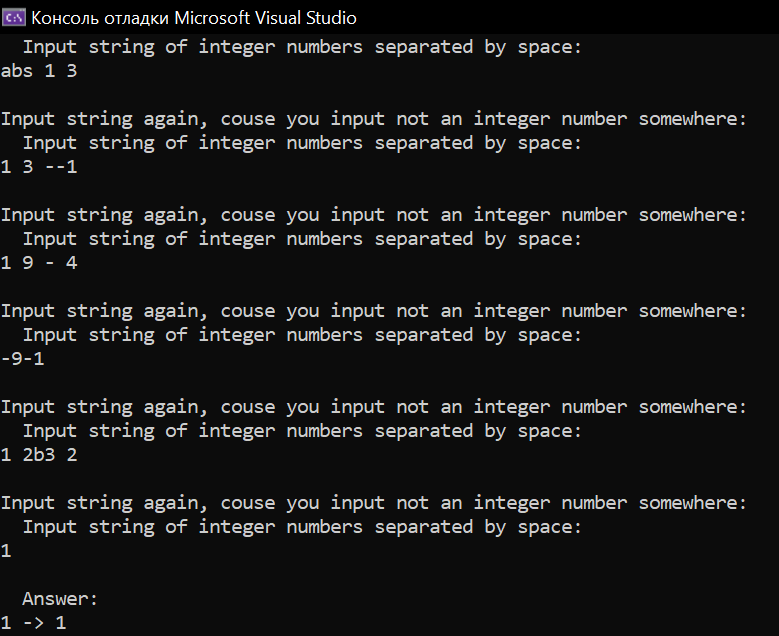 C:\ Консоль отладки Microsoft Visual Studio
Input string of integer numbers separated by space:
abs 1 3
Input string again, couse you input not an integer number somewhere:
Input string of integer numbers separated by space:
1 3 --1
Input string again, couse you input not an integer number somewhere:
Input string of integer numbers separated by space:
1 9 - 4
Input string again, couse you input not an integer number somewhere:
Input string of integer numbers separated by space:
-9-1
Input string again, couse you input not an integer number somewhere:
Input string of integer numbers separated by space:
1 2b3 2
Input string again, couse you input not an integer number somewhere:
Input string of integer numbers separated by space:
1
Answer:
1 -> 1